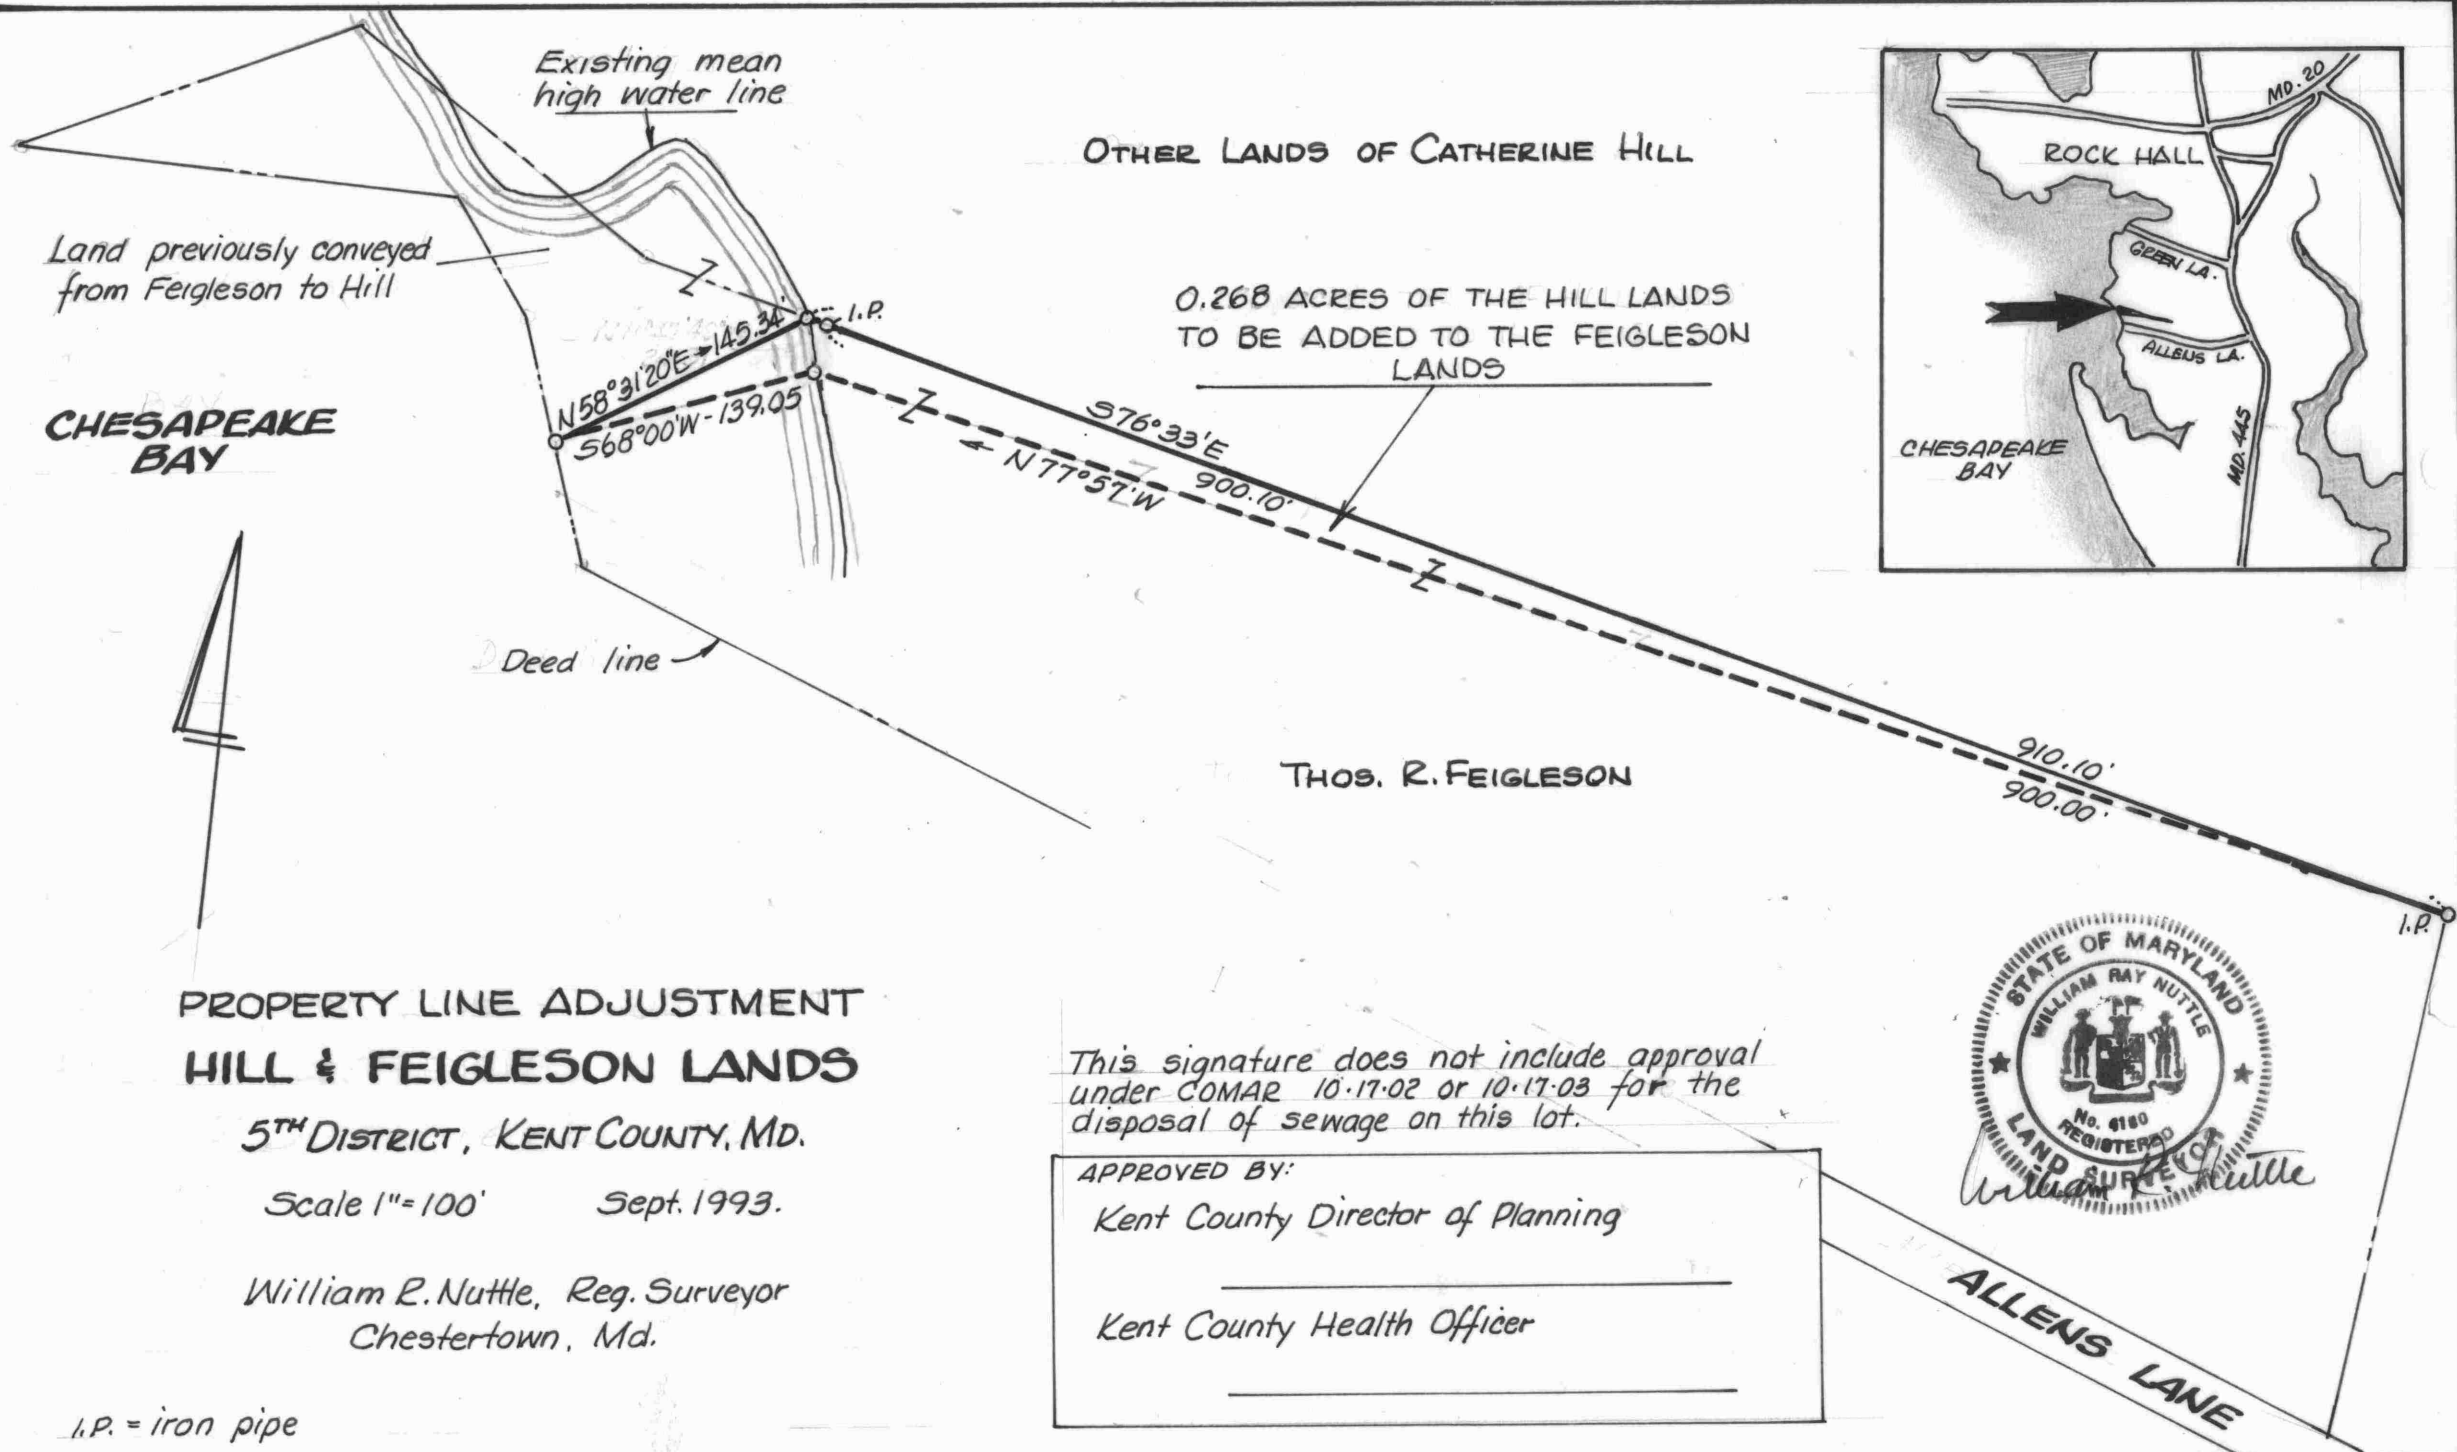 Existing mean
high water line
OTHER LANDS OF CATHERINE HILL
Land previously conveyed
from Feigleson to Hill
0.268 ACRES OF THE HILL LANDS
TO BE ADDED TO THE FEIGLESON
LANDS
I.P.
N58°31'20"E 145.34'
S68°00'W-139.05
CHESAPEAKE
BAY
S76°33'E
900.10'
N77°57'W
Deed line
THOS. R. FEIGLESON
910.10'
900.00'
I.P.
MD. 20
ROCK HALL
GREEN LA.
ALLENS LA.
MD. 445
CHESAPEAKE
BAY
PROPERTY LINE ADJUSTMENT
HILL & FEIGLESON LANDS
5TH DISTRICT, KENT COUNTY, MD.
Scale 1"=100' Sept. 1993.
William R. Nuttle, Reg. Surveyor
Chestertown, Md.
I.P. = iron pipe
This signature does not include approval
under COMAR 10.17.02 or 10.17.03 for the
disposal of sewage on this lot.
APPROVED BY:
Kent County Director of Planning
Kent County Health Officer
STATE OF MARYLAND
WILLIAM RAY NUTTLE
No. 4160
REGISTERED
LAND SURVEYOR
William R. Nuttle
ALLENS LANE